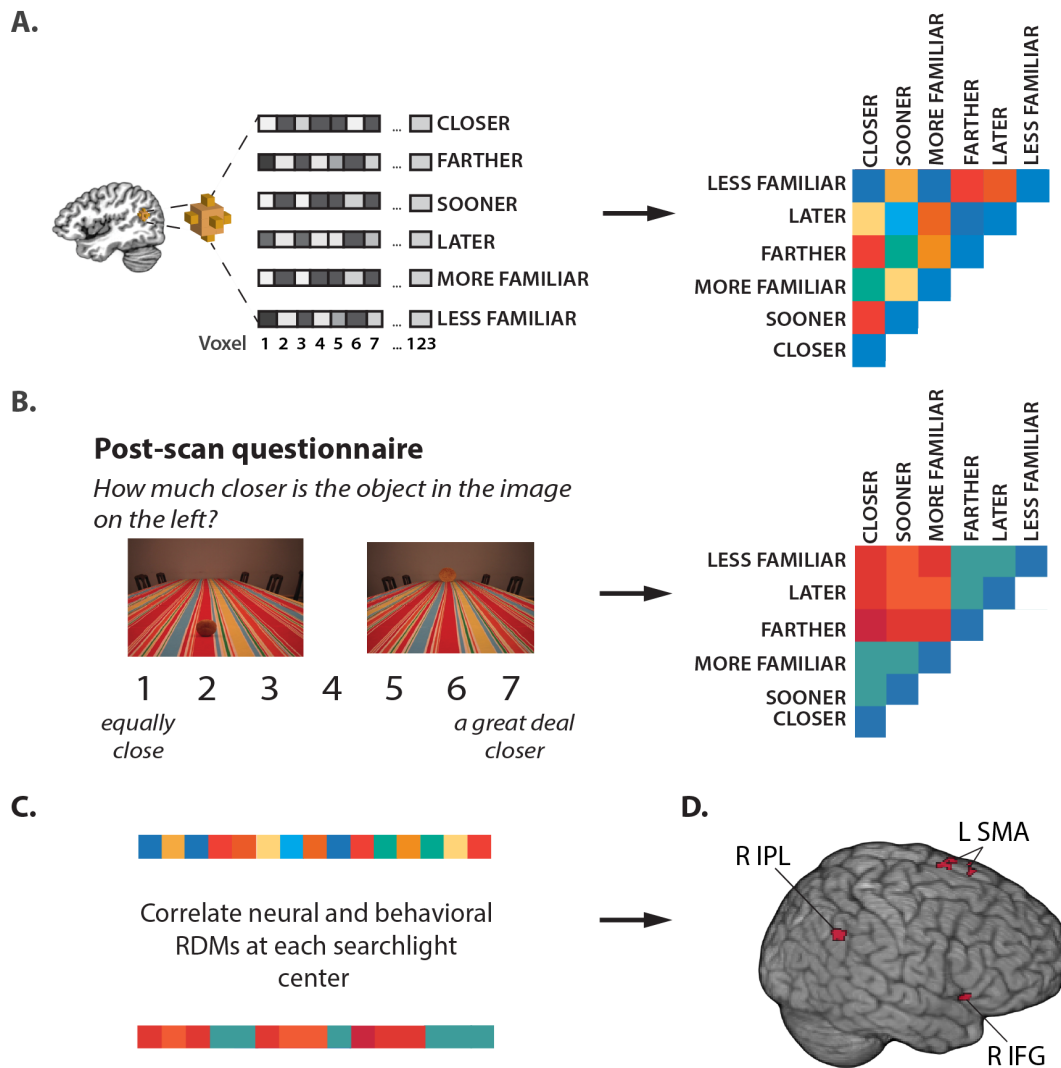 A.
CLOSER
SOONER
MORE FAMILIAR
FARTHER
LATER
LESS FAMILIAR
... CLOSER
... FARTHER
... SOONER
... LATER
... MORE FAMILIAR
... LESS FAMILIAR
Voxel 1 2 3 4 5 6 7 ... 123
LESS FAMILIAR
LATER
FARTHER
MORE FAMILIAR
SOONER
CLOSER
B.
Post-scan questionnaire
How much closer is the object in the image
on the left?
1 2 3 4 5 6 7
equally
close
a great deal
closer
CLOSER
SOONER
MORE FAMILIAR
FARTHER
LATER
LESS FAMILIAR
LESS FAMILIAR
LATER
FARTHER
MORE FAMILIAR
SOONER
CLOSER
C.
Correlate neural and behavioral
RDMs at each searchlight
center
D.
L SMA
R IPL
R IFG